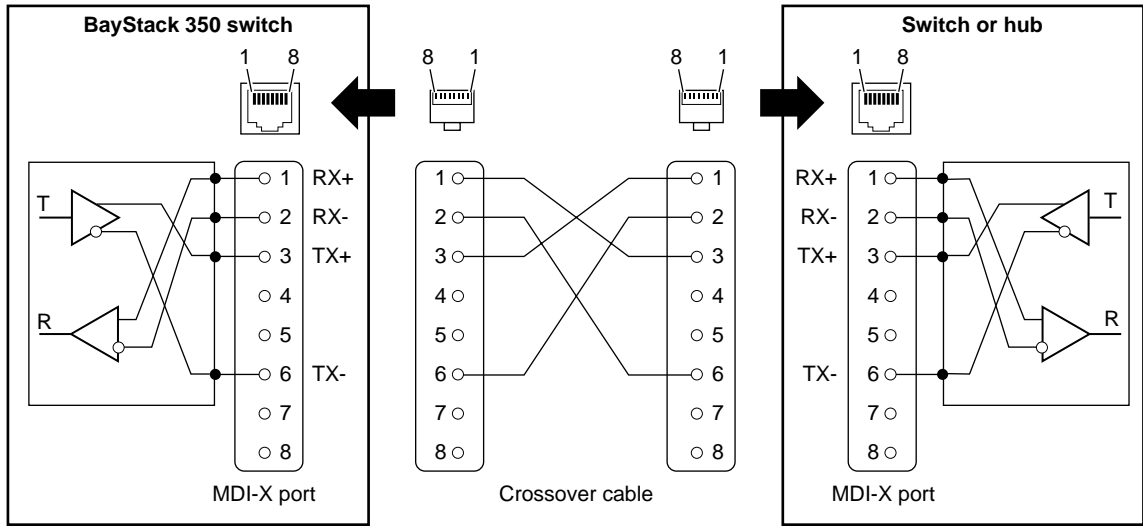 BayStack 350 switch
Switch or hub
1 8
8 1
8 1
1 8
T
R
1 RX+
2 RX-
3 TX+
4
5
6 TX-
7
8
1
2
3
4
5
6
7
8
1
2
3
4
5
6
7
8
RX+ 1
RX- 2
TX+ 3
4
5
TX- 6
7
8
T
R
MDI-X port
Crossover cable
MDI-X port